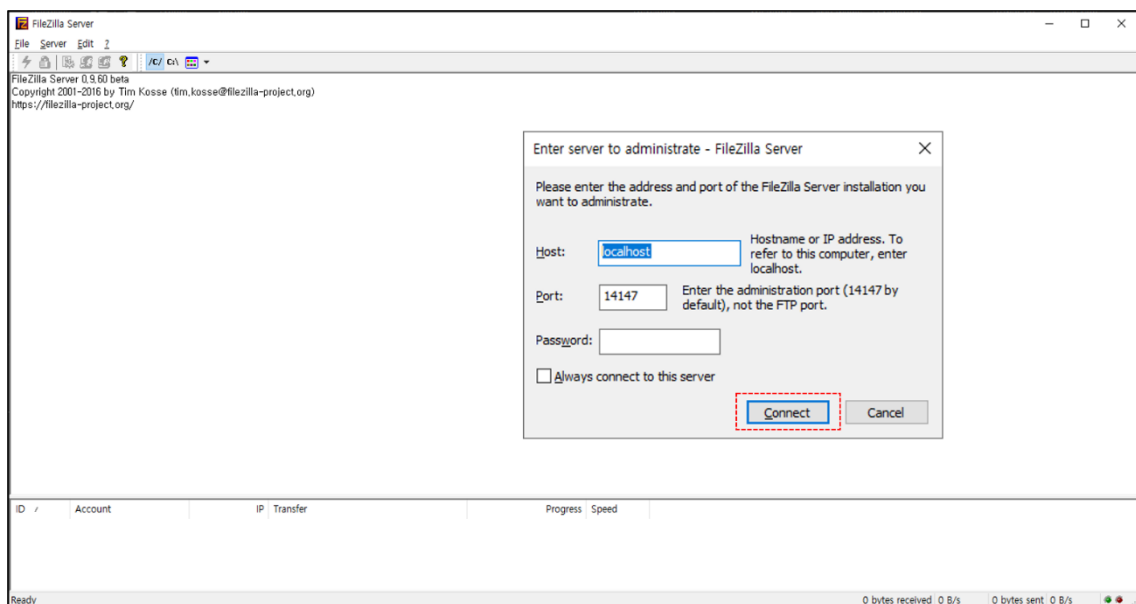 FileZilla Server
File Server Edit ?
/C/ C:\
FileZilla Server 0.9.60 beta
Copyright 2001-2016 by Tim Kosse (tim.kosse@filezilla-project.org)
https://filezilla-project.org/
Enter server to administrate - FileZilla Server
Please enter the address and port of the FileZilla Server installation you
want to administrate.
Host: localhost
Hostname or IP address. To
refer to this computer, enter
localhost.
Port: 14147
Enter the administration port (14147 by
default), not the FTP port.
Password:
Always connect to this server
Connect Cancel
ID / Account IP Transfer Progress Speed
Ready 0 bytes received 0 B/s 0 bytes sent 0 B/s